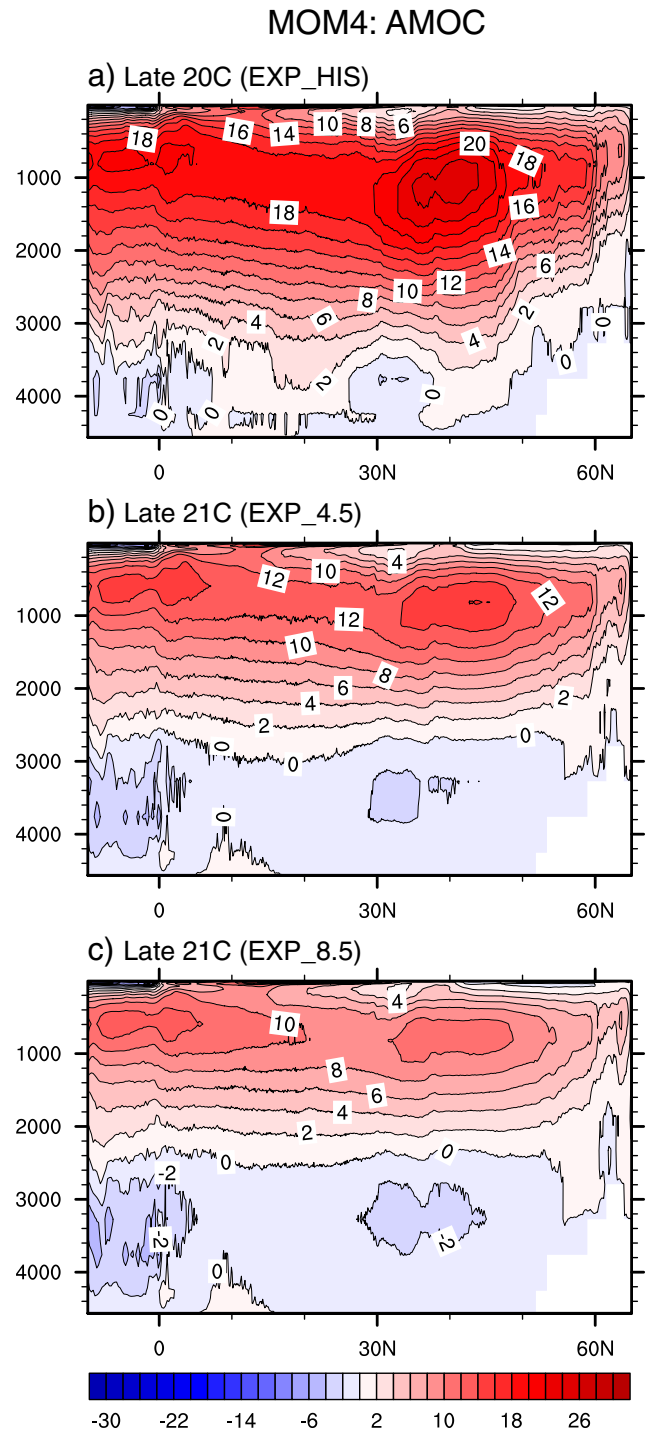 MOM4: AMOC
a) Late 20C (EXP_HIS)
18 16 14 10 8 6 20 18
1000
18 16
2000
14
8 10 12 6
3000
4 6 2
2 4 0
0
2
4000
0 0 0
0 30N 60N
b) Late 21C (EXP_4.5)
12 10 4
12
1000
12
10
8
2000
6
4 2
2
0 0
3000
0
0
4000
0 30N 60N
c) Late 21C (EXP_8.5)
4
10
1000
8
6
4
2000
2
0 0
-2
3000
-2 -2
4000
0
0 30N 60N
-30 -22 -14 -6 2 10 18 26